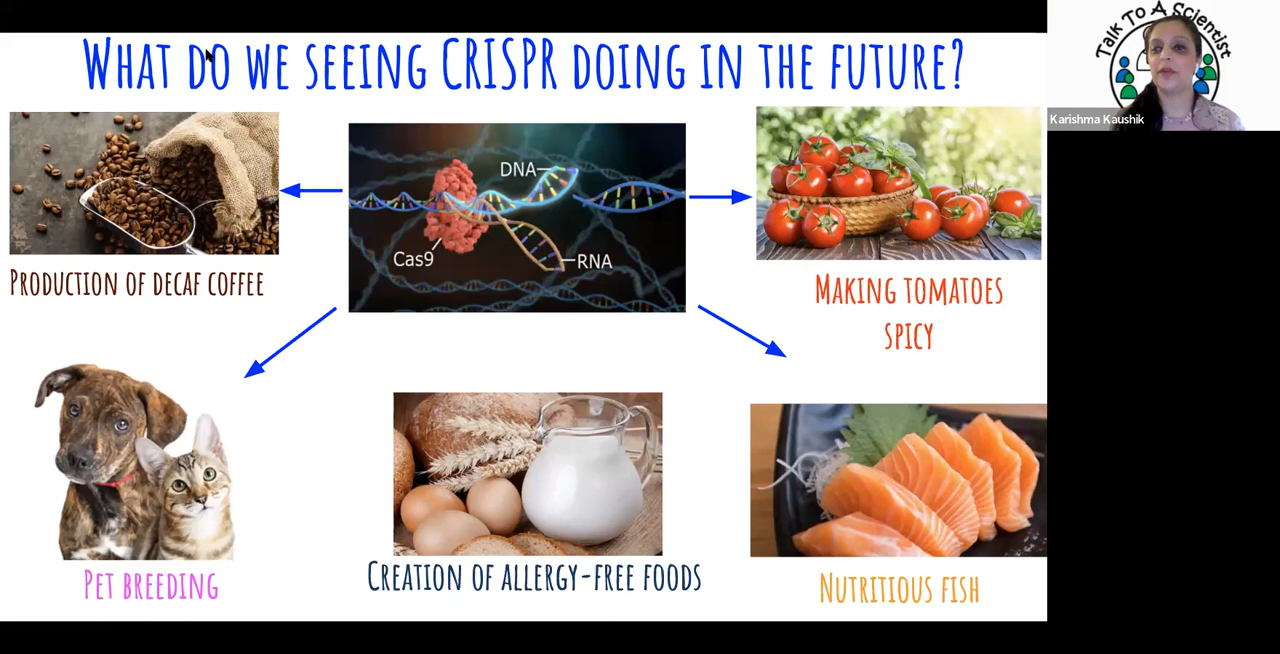 WHAT DO WE SEEING CRISPR DOING IN THE FUTURE?
Talk To A Scientist
Karishma Kaushik
DNA
Cas9
RNA
PRODUCTION OF DECAF COFFEE
MAKING TOMATOES
SPICY
PET BREEDING
CREATION OF ALLERGY-FREE FOODS
NUTRITIOUS FISH